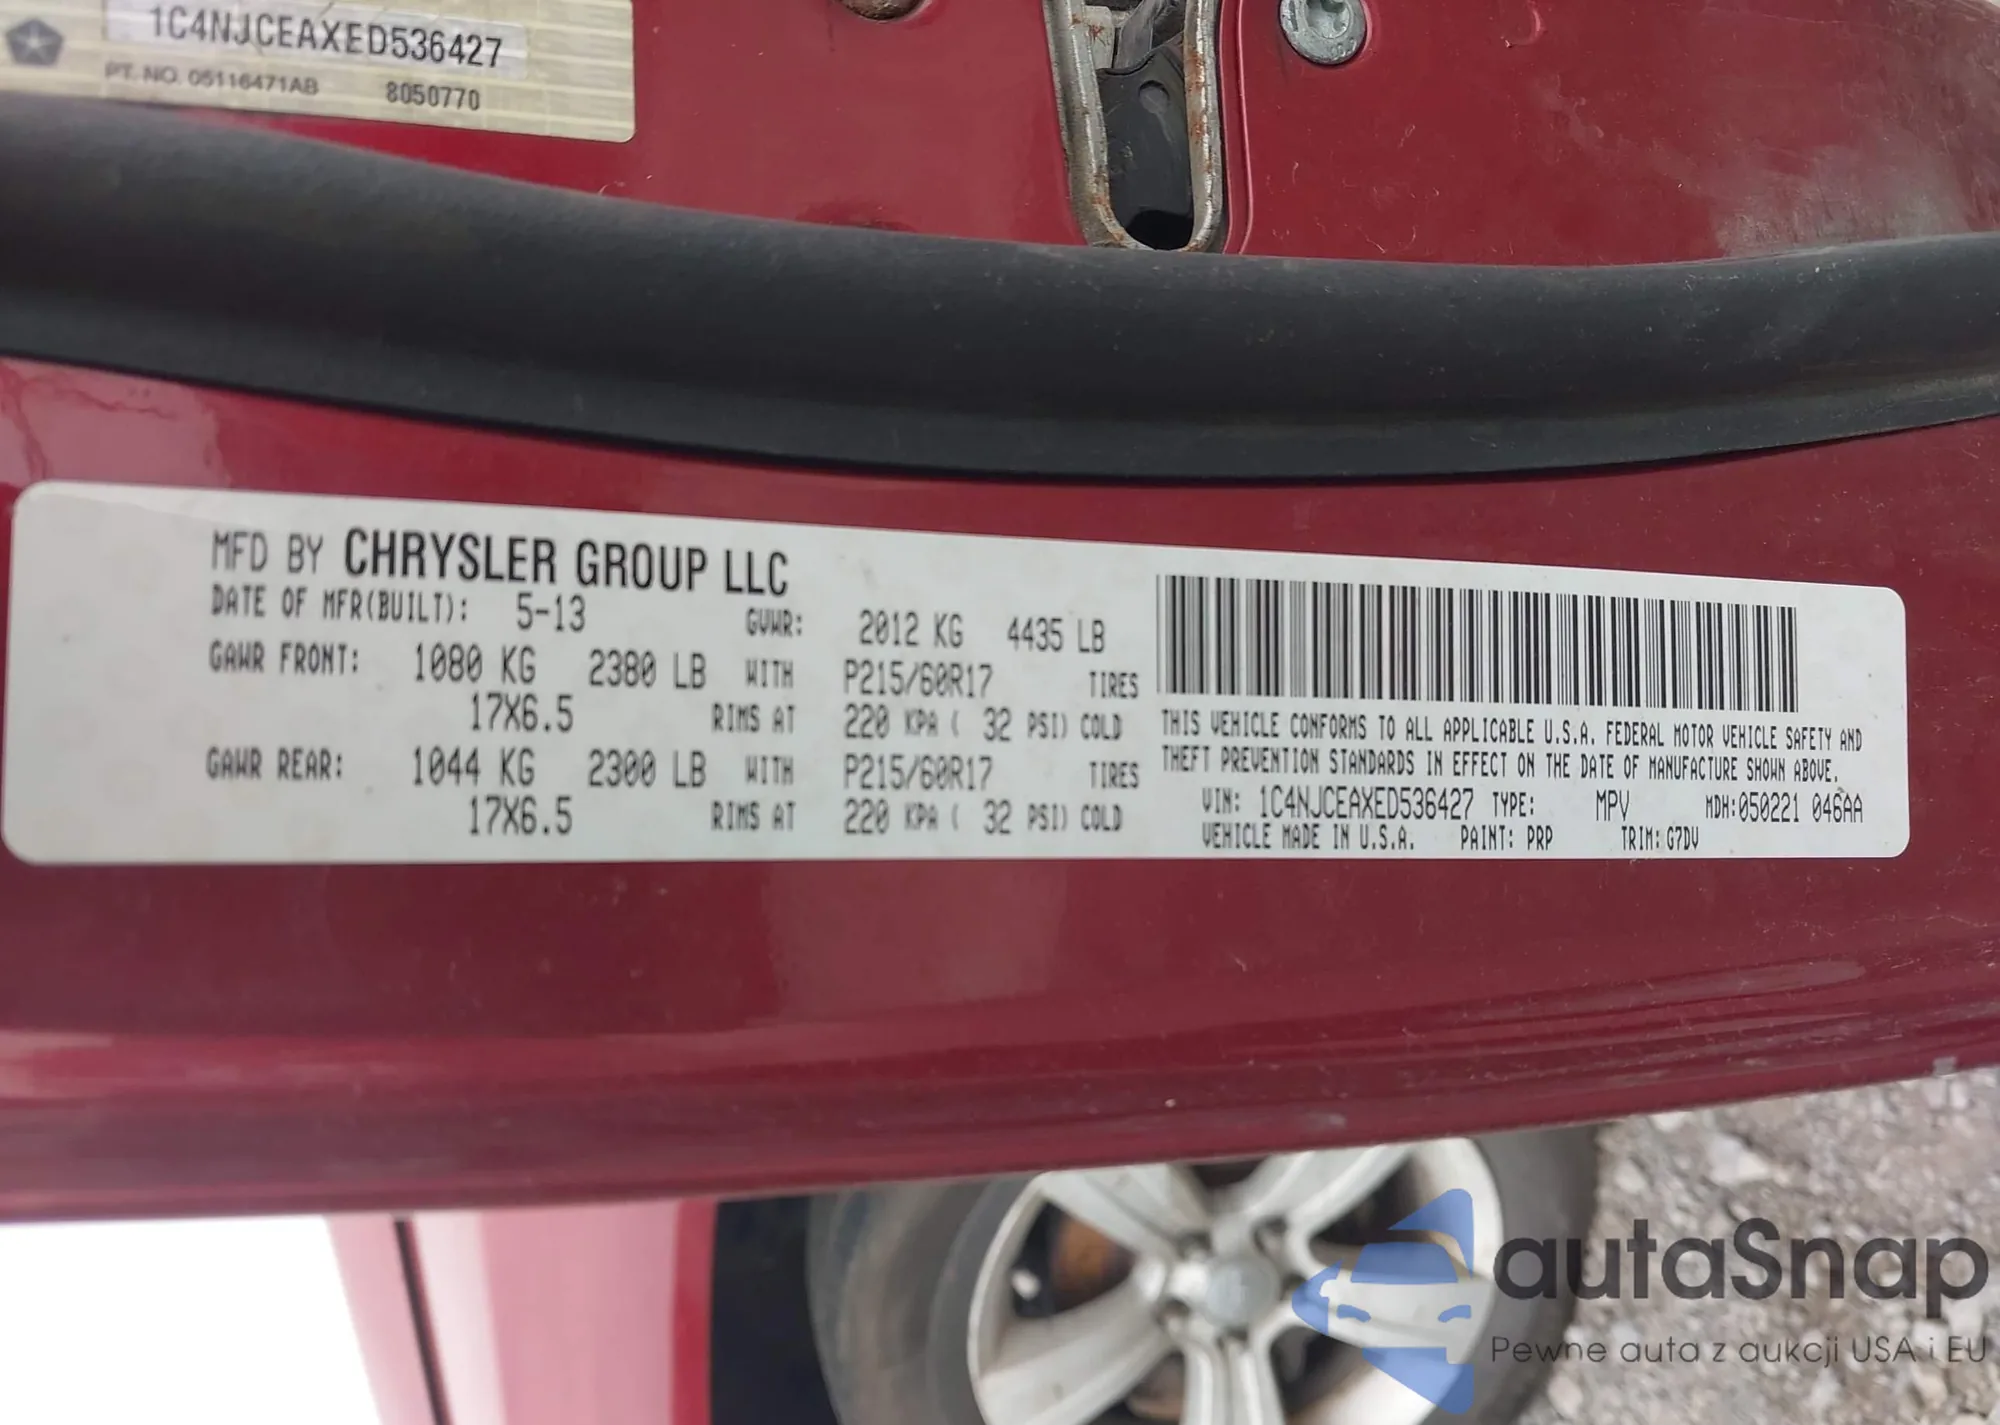 1C4NJCEAXED536427
PT. NO. 05116471AB 8050770
MFD BY CHRYSLER GROUP LLC
DATE OF MFR(BUILT): 5-13 GVWR: 2012 KG 4435 LB
GAWR FRONT: 1080 KG 2380 LB WITH P215/60R17 TIRES
17X6.5 RIMS AT 220 KPA ( 32 PSI) COLD
GAWR REAR: 1044 KG 2300 LB WITH P215/60R17 TIRES
17X6.5 RIMS AT 220 KPA ( 32 PSI) COLD
THIS VEHICLE CONFORMS TO ALL APPLICABLE U.S.A. FEDERAL MOTOR VEHICLE SAFETY AND
THEFT PREVENTION STANDARDS IN EFFECT ON THE DATE OF MANUFACTURE SHOWN ABOVE.
VIN: 1C4NJCEAXED536427 TYPE: MPV MDH:050221 046AA
VEHICLE MADE IN U.S.A. PAINT: PRP TRIM: G7DV
autaSnap
Pewne auta z aukcji USA i EU